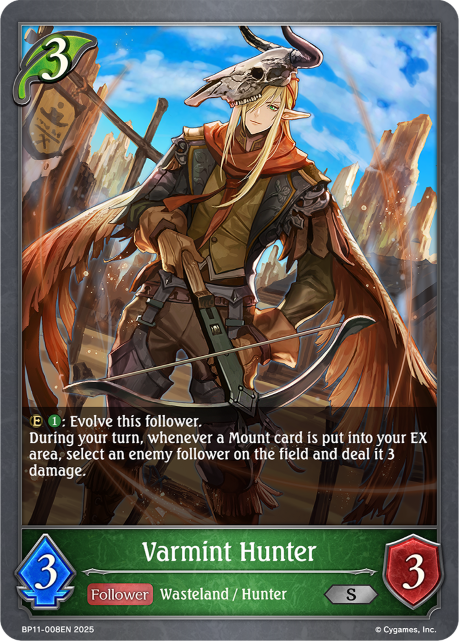 3
E 1: Evolve this follower.
During your turn, whenever a Mount card is put into your EX
area, select an enemy follower on the field and deal it 3
damage.
Varmint Hunter
3
Follower Wasteland / Hunter
S
3
BP11-008EN 2025
© Cygames, Inc.